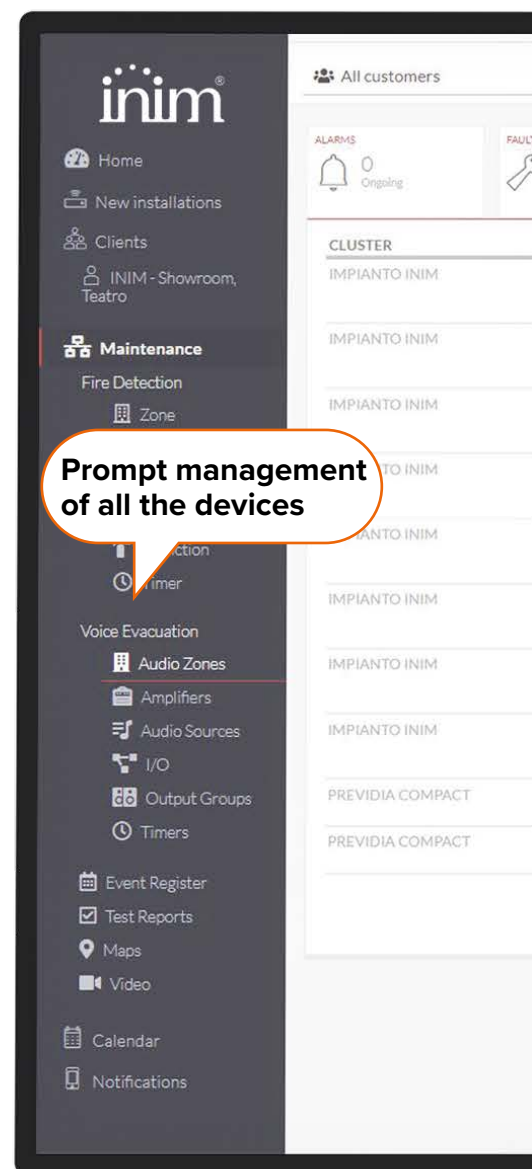 inim®
Home
New installations
Clients
INIM - Showroom,
Teatro
Maintenance
Fire Detection
Zone
Prompt management
of all the devices
Timer
Voice Evacuation
Audio Zones
Amplifiers
Audio Sources
I/O
Output Groups
Timers
Event Register
Test Reports
Maps
Video
Calendar
Notifications
All customers
ALARMS
0
Ongoing
CLUSTER
IMPIANTO INIM
IMPIANTO INIM
IMPIANTO INIM
IMPIANTO INIM
IMPIANTO INIM
IMPIANTO INIM
PREVIDIA COMPACT
PREVIDIA COMPACT